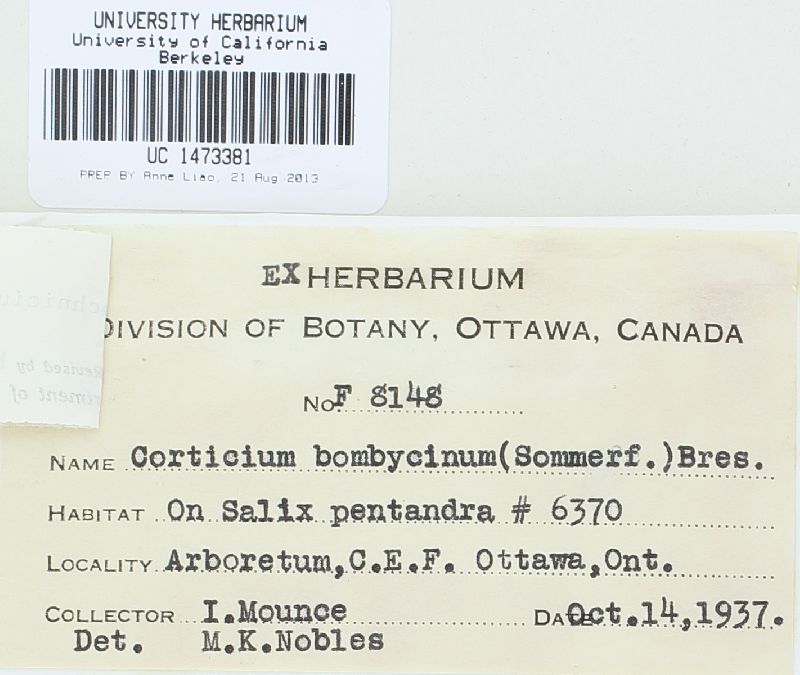 UNIVERSITY HERBARIUM
University of California
Berkeley
UC 1473381
PREP BY Anne Liao, 21 Aug 2013
EX HERBARIUM
DIVISION OF BOTANY, OTTAWA, CANADA
No. F 8148
NAME Corticium bombycinum(Sommerf.)Bres.
HABITAT On Salix pentandra # 6370
LOCALITY Arboretum,C.E.F. Ottawa,Ont.
COLLECTOR I.Mounce DATE Oct.14,1937.
Det. M.K.Nobles
Revised by